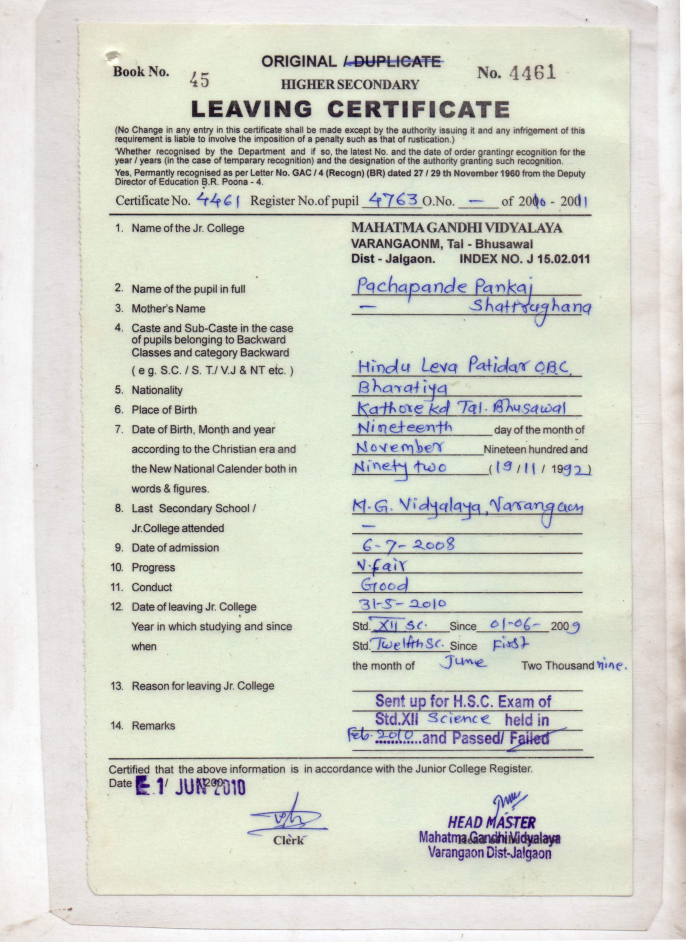 ORIGINAL / DUPLICATE
Book No. 45 No. 4461
HIGHER SECONDARY
LEAVING CERTIFICATE
(No Change in any entry in this certificate shall be made except by the authority issuing it and any infrigement of this
requirement is liable to involve the imposition of a penalty such as that of rustication.)
'Whether recognised by the Department and if so, the latest No. and the date of order grantingr ecognition for the
year / years (in the case of temparary recognition) and the designation of the authority granting such recognition.
Yes, Permantly recognised as per Letter No. GAC / 4 (Recogn) (BR) dated 27 / 29 th November 1960 from the Deputy
Director of Education B.R. Poona - 4.
Certificate No. 4461 Register No. of pupil 4763 O.No. — of 2010 - 2011
1. Name of the Jr. College MAHATMA GANDHI VIDYALAYA
VARANGAONM, Tal - Bhusawal
Dist - Jalgaon. INDEX NO. J 15.02.011
2. Name of the pupil in full Pachapande Pankaj
3. Mother's Name — Shattrughana
4. Caste and Sub-Caste in the case
of pupils belonging to Backward
Classes and category Backward
( e g. S.C. / S. T./ V.J & NT etc. ) Hindu Leva Patidar O.B.C.
5. Nationality Bharatiya
6. Place of Birth Kathore kd Tal. Bhusawal
7. Date of Birth, Month and year Nineteenth day of the month of
according to the Christian era and November Nineteen hundred and
the New National Calender both in Ninety two ( 19 / 11 / 1992 )
words & figures.
8. Last Secondary School / M.G. Vidyalaya, Varangaon
Jr.College attended —
9. Date of admission 6-7-2008
10. Progress V.fair
11. Conduct Good
12. Date of leaving Jr. College 31-5-2010
Year in which studying and since Std. XII sc. Since 01-06- 2009
when Std. Twelfth Sc. Since First
the month of June Two Thousand nine.
13. Reason for leaving Jr. College
Sent up for H.S.C. Exam of
Std.XII Science held in
14. Remarks
Feb. 2010 ............and Passed/ Failed
Certified that the above information is in accordance with the Junior College Register.
Date 1/ JUN 2010
HEAD MASTER
Clerk Mahatma Gandhi Vidyalaya
Varangaon Dist-Jalgaon